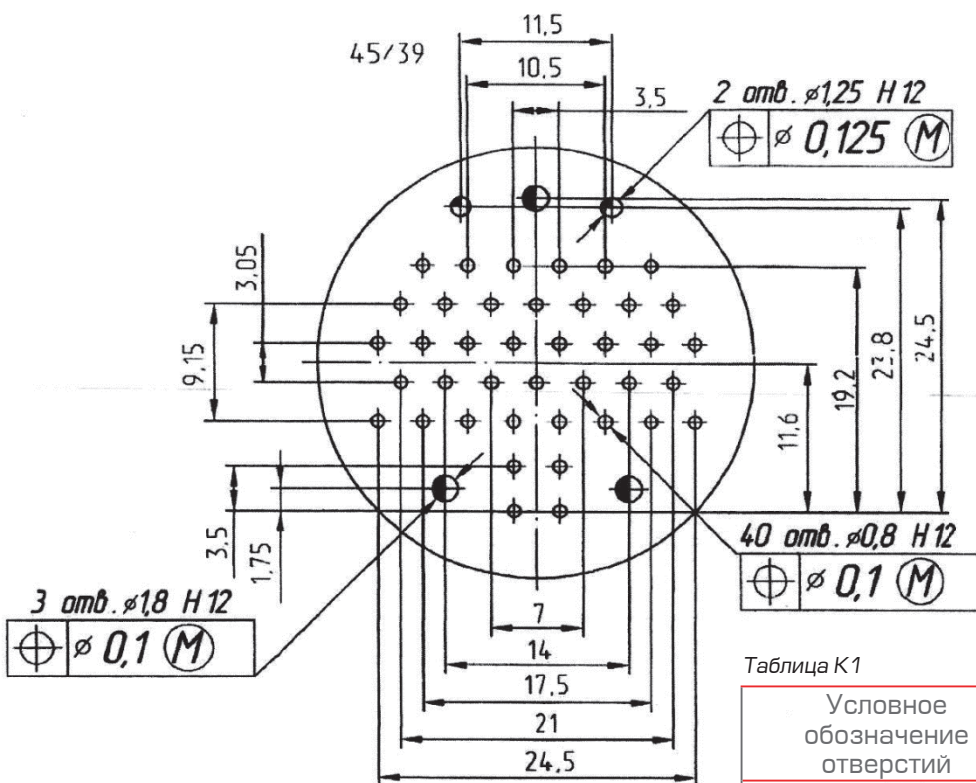 11,5
45/39
10,5
3,5
2 отв. ⌀1,25 H12
⌀ 0,125 Ⓜ
3,05
9,15
24,5
23,8
19,2
11,6
3,5
1,75
40 отв. ⌀0,8 H12
⌀ 0,1 Ⓜ
3 отв. ⌀1,8 H12
⌀ 0,1 Ⓜ
7
14
17,5
21
24,5
Таблица К1
Условное
обозначение
отверстий